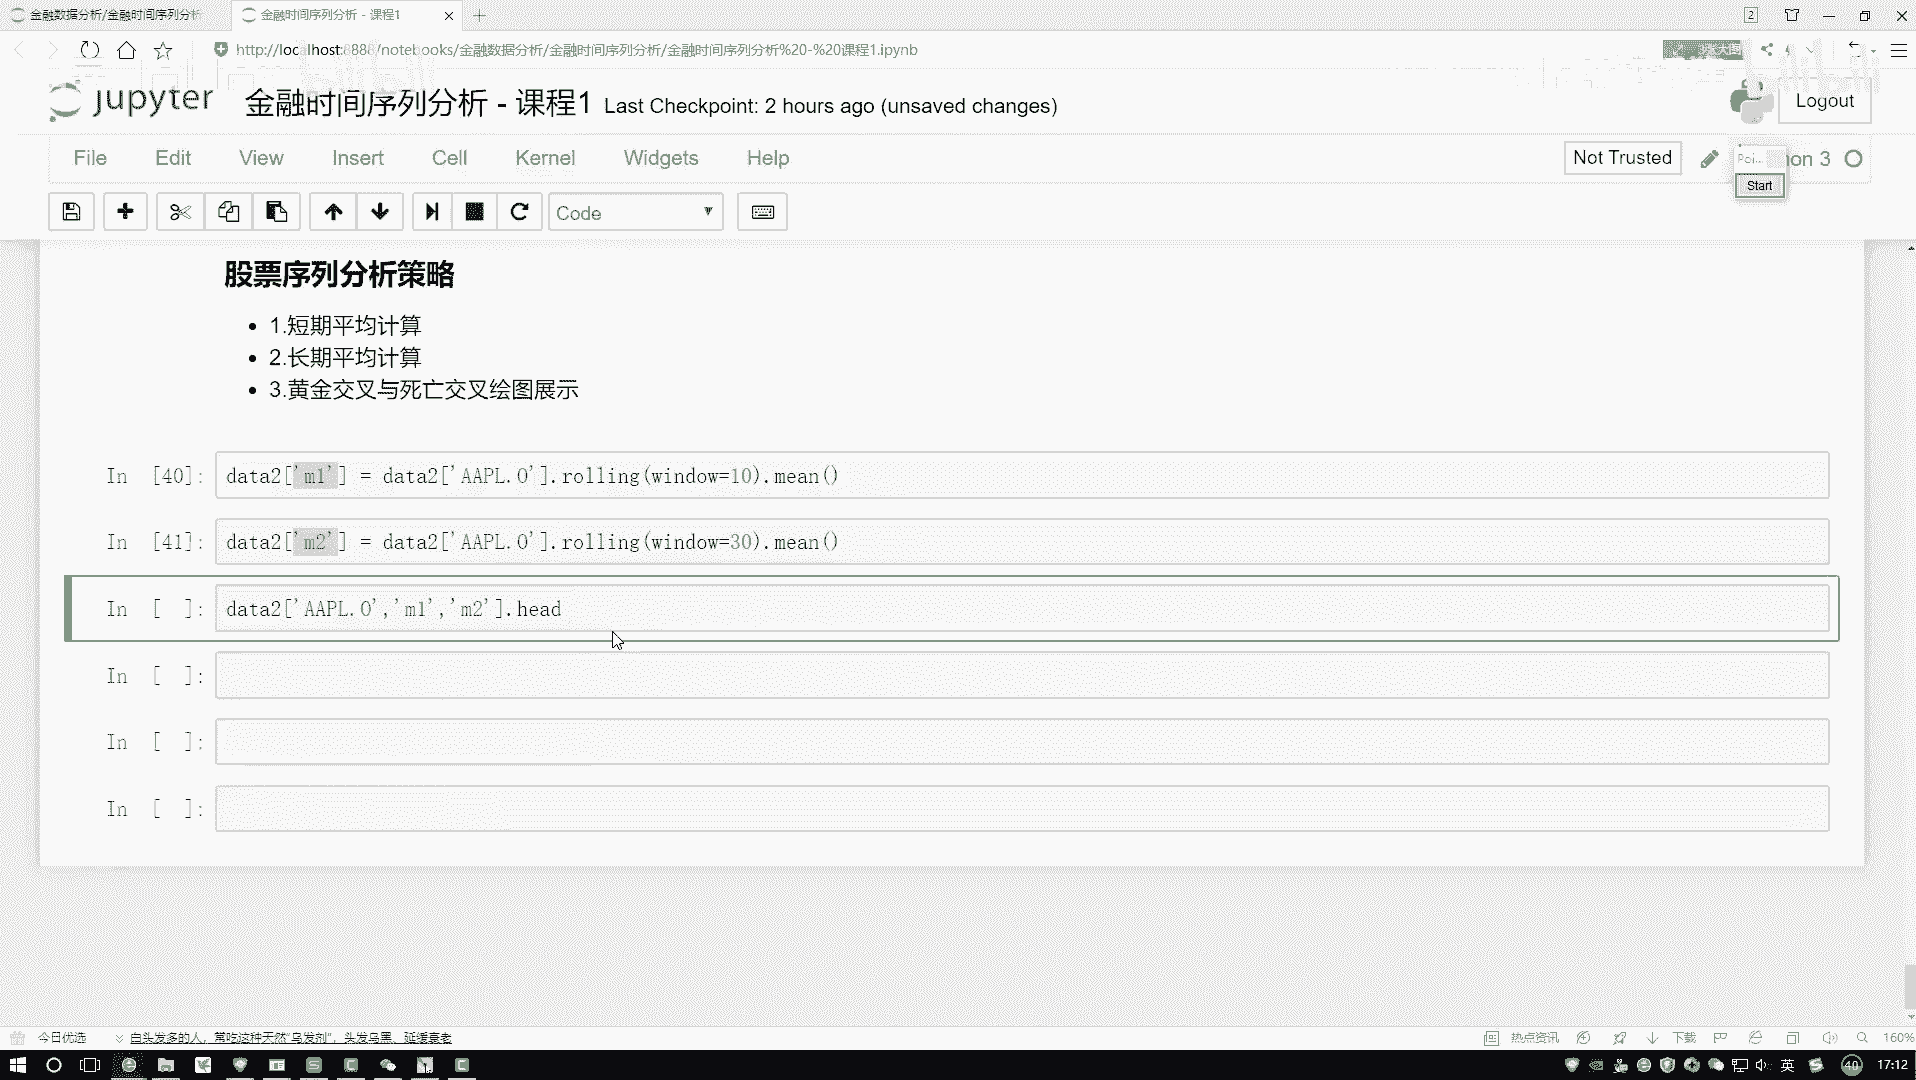 金融数据分析/金融时间序列分析
金融时间序列分析 - 课程1
2
http://localhost:8888/notebooks/金融数据分析/金融时间序列分析/金融时间序列分析%20-%20课程1.ipynb
jupyter
金融时间序列分析 - 课程1 Last Checkpoint: 2 hours ago (unsaved changes)
Logout
File Edit View Insert Cell Kernel Widgets Help
Not Trusted
Poi...
on 3
Start
Code
股票序列分析策略
1.短期平均计算
2.长期平均计算
3.黄金交叉与死亡交叉绘图展示
In [40]: data2['m1'] = data2['AAPL.O'].rolling(window=10).mean()
In [41]: data2['m2'] = data2['AAPL.O'].rolling(window=30).mean()
In [ ]: data2['AAPL.O','m1','m2'].head
In [ ]:
In [ ]:
In [ ]:
今日优选
白头发多的人，常吃这种天然“乌发剂”，头发乌黑、延缓衰老
热点资讯
下载
160%
英
40
17:12